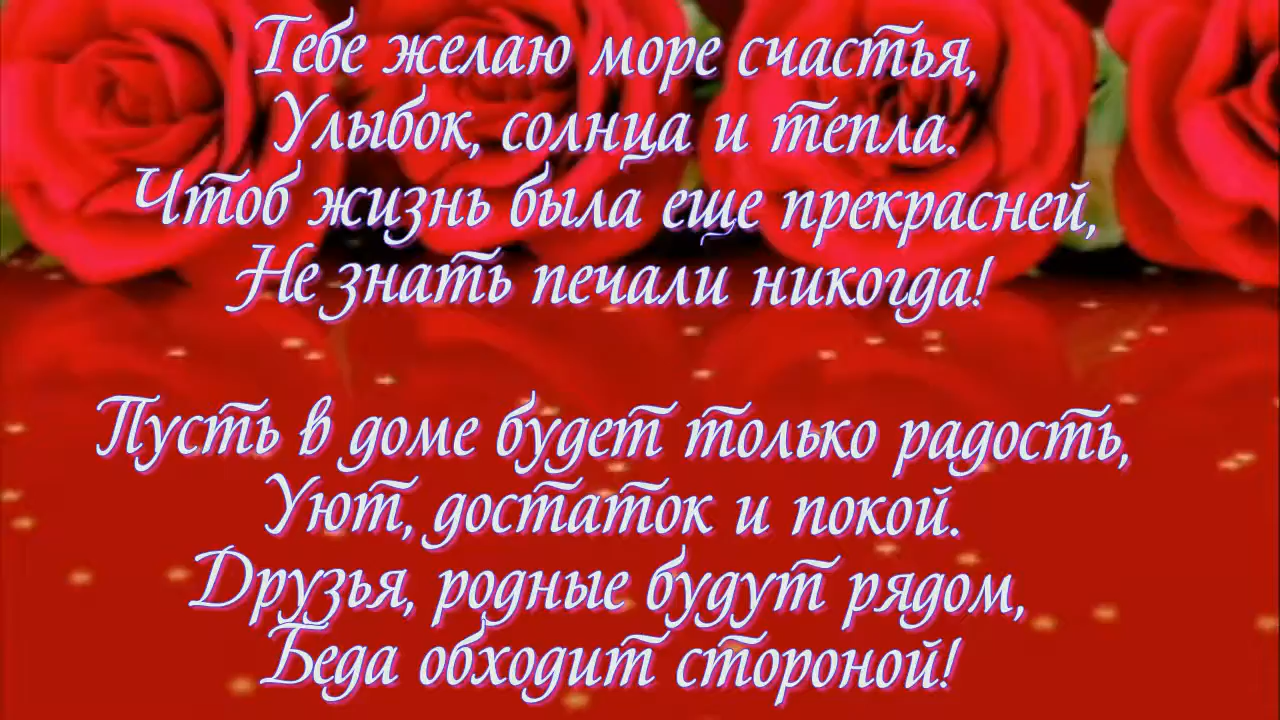 Тебе желаю море счастья,
Улыбок, солнца и тепла.
Чтоб жизнь была еще прекрасней,
Не знать печали никогда!
Пусть в доме будет только радость,
Уют, достаток и покой.
Друзья, родные будут рядом,
Беда обходит стороной!